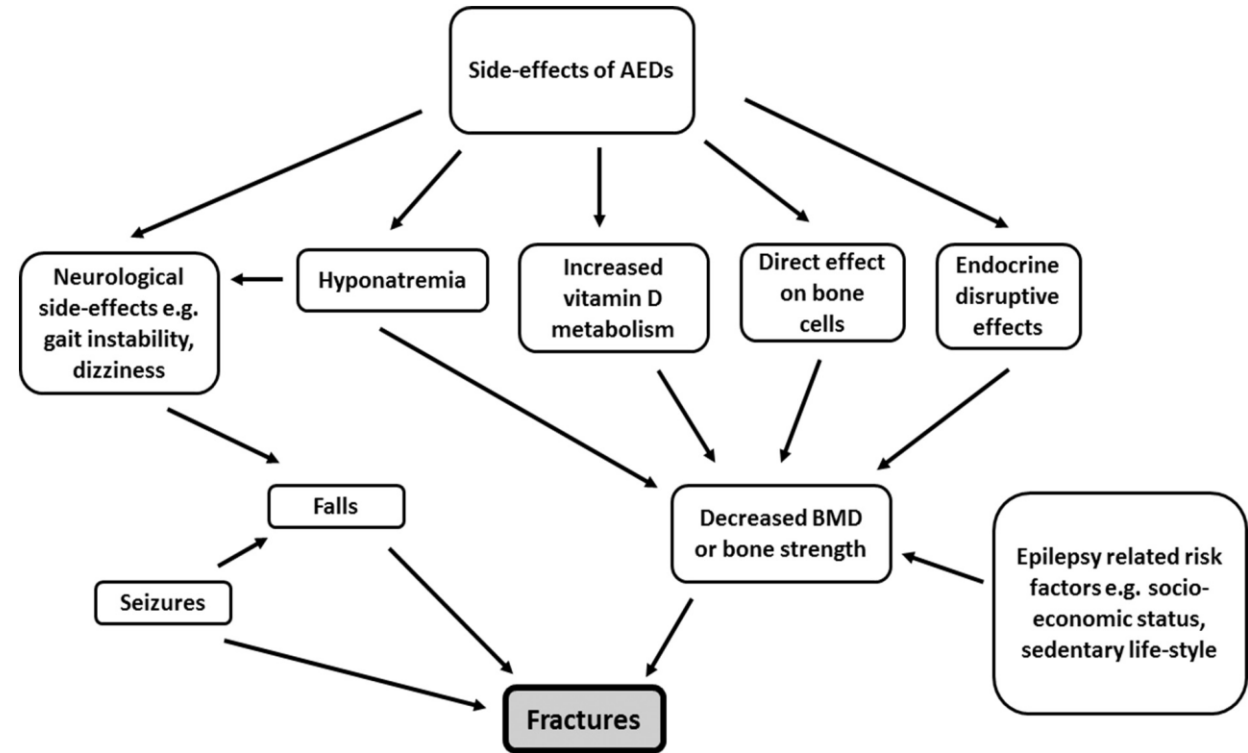 Side-effects of AEDs
Neurological
side-effects e.g.
gait instability,
dizziness
Hyponatremia
Increased
vitamin D
metabolism
Direct effect
on bone
cells
Endocrine
disruptive
effects
Falls
Decreased BMD
or bone strength
Epilepsy related risk
factors e.g. socio-
economic status,
sedentary life-style
Seizures
Fractures